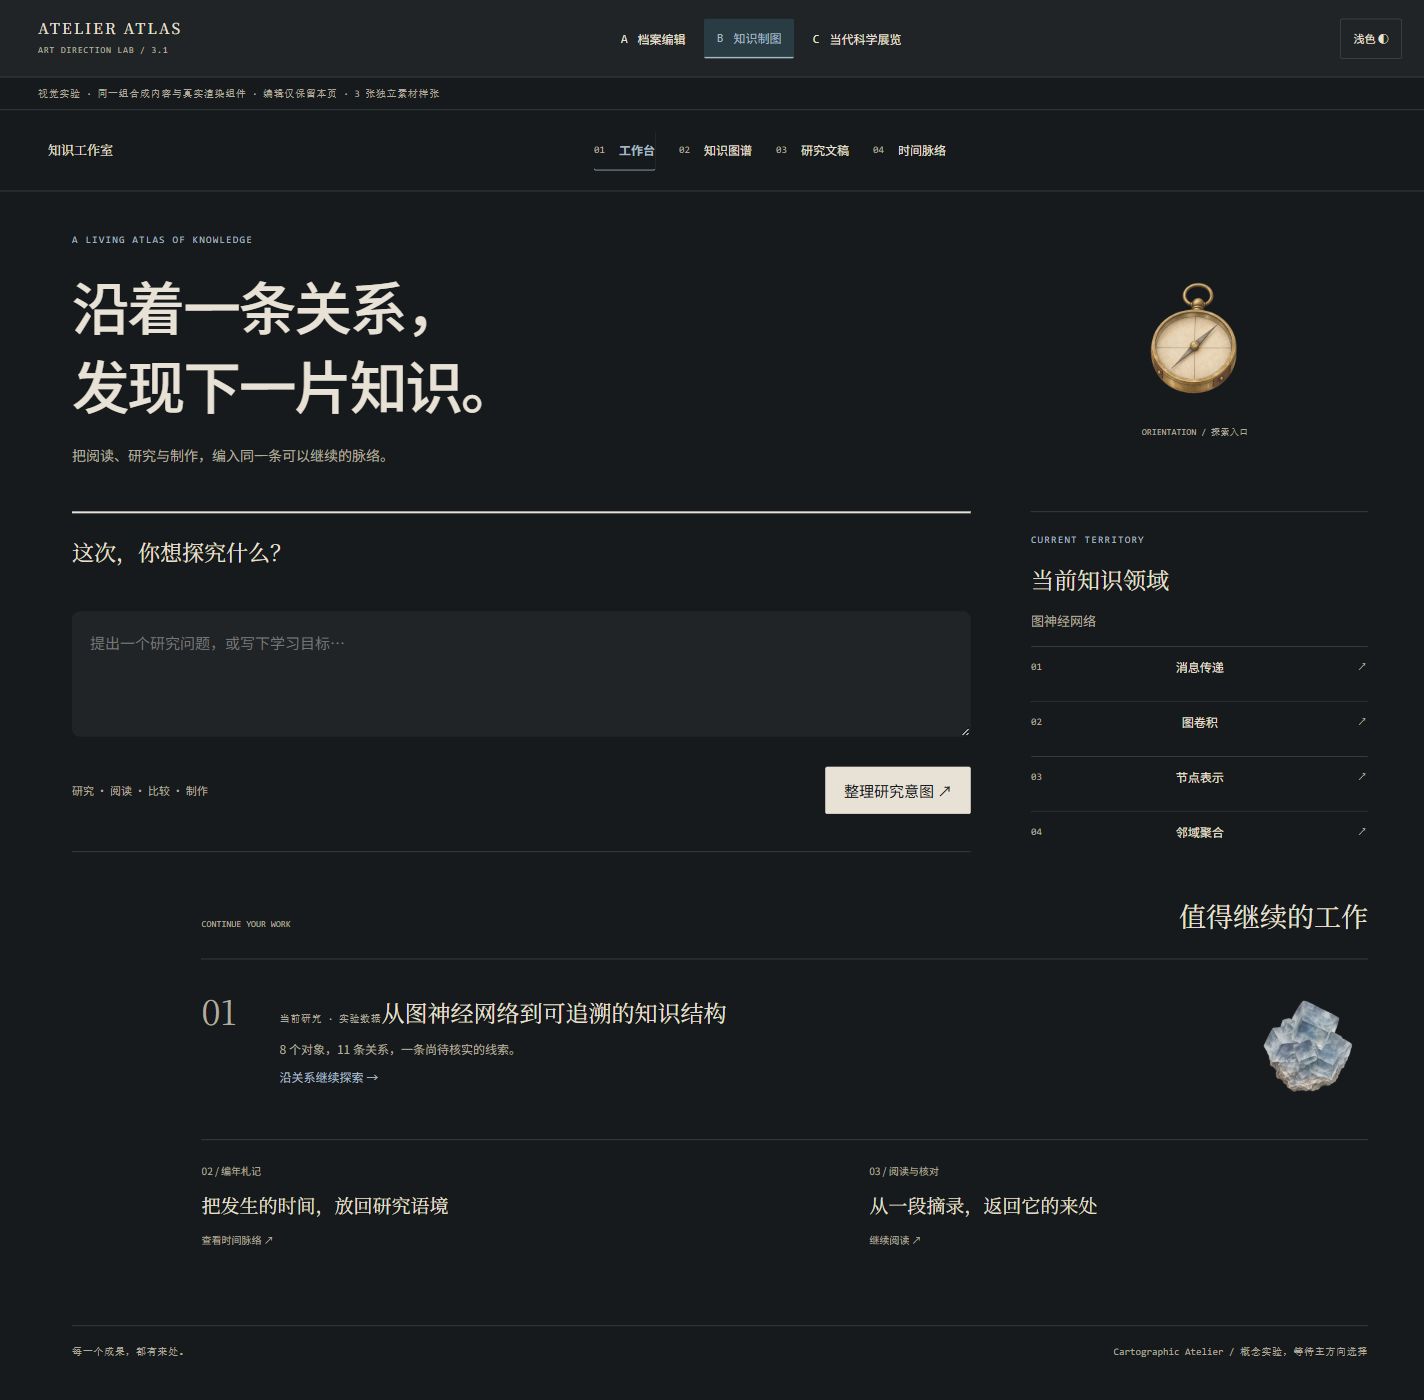 ATELIER ATLAS
ART DIRECTION LAB / 3.1
A 档案编辑
B 知识制图
C 当代科学展览
浅色
视觉实验 · 同一组合成内容与真实渲染组件 · 编辑仅保留本页 · 3 张独立素材样张
知识工作室
01 工作台
02 知识图谱
03 研究文稿
04 时间脉络
A LIVING ATLAS OF KNOWLEDGE
沿着一条关系，
发现下一片知识。
把阅读、研究与制作，编入同一条可以继续的脉络。
ORIENTATION / 探索入口
这次，你想探究什么？
提出一个研究问题，或写下学习目标…
研究 · 阅读 · 比较 · 制作
整理研究意图 ↗
CURRENT TERRITORY
当前知识领域
图神经网络
01 消息传递 ↗
02 图卷积 ↗
03 节点表示 ↗
04 邻域聚合 ↗
CONTINUE YOUR WORK
值得继续的工作
01
当前研究 · 实验数据从图神经网络到可追溯的知识结构
8 个对象，11 条关系，一条尚待核实的线索。
沿关系继续探索 →
02 / 编年札记
把发生的时间，放回研究语境
查看时间脉络 ↗
03 / 阅读与核对
从一段摘录，返回它的来处
继续阅读 ↗
每一个成果，都有来处。
Cartographic Atelier / 概念实验，等待主方向选择